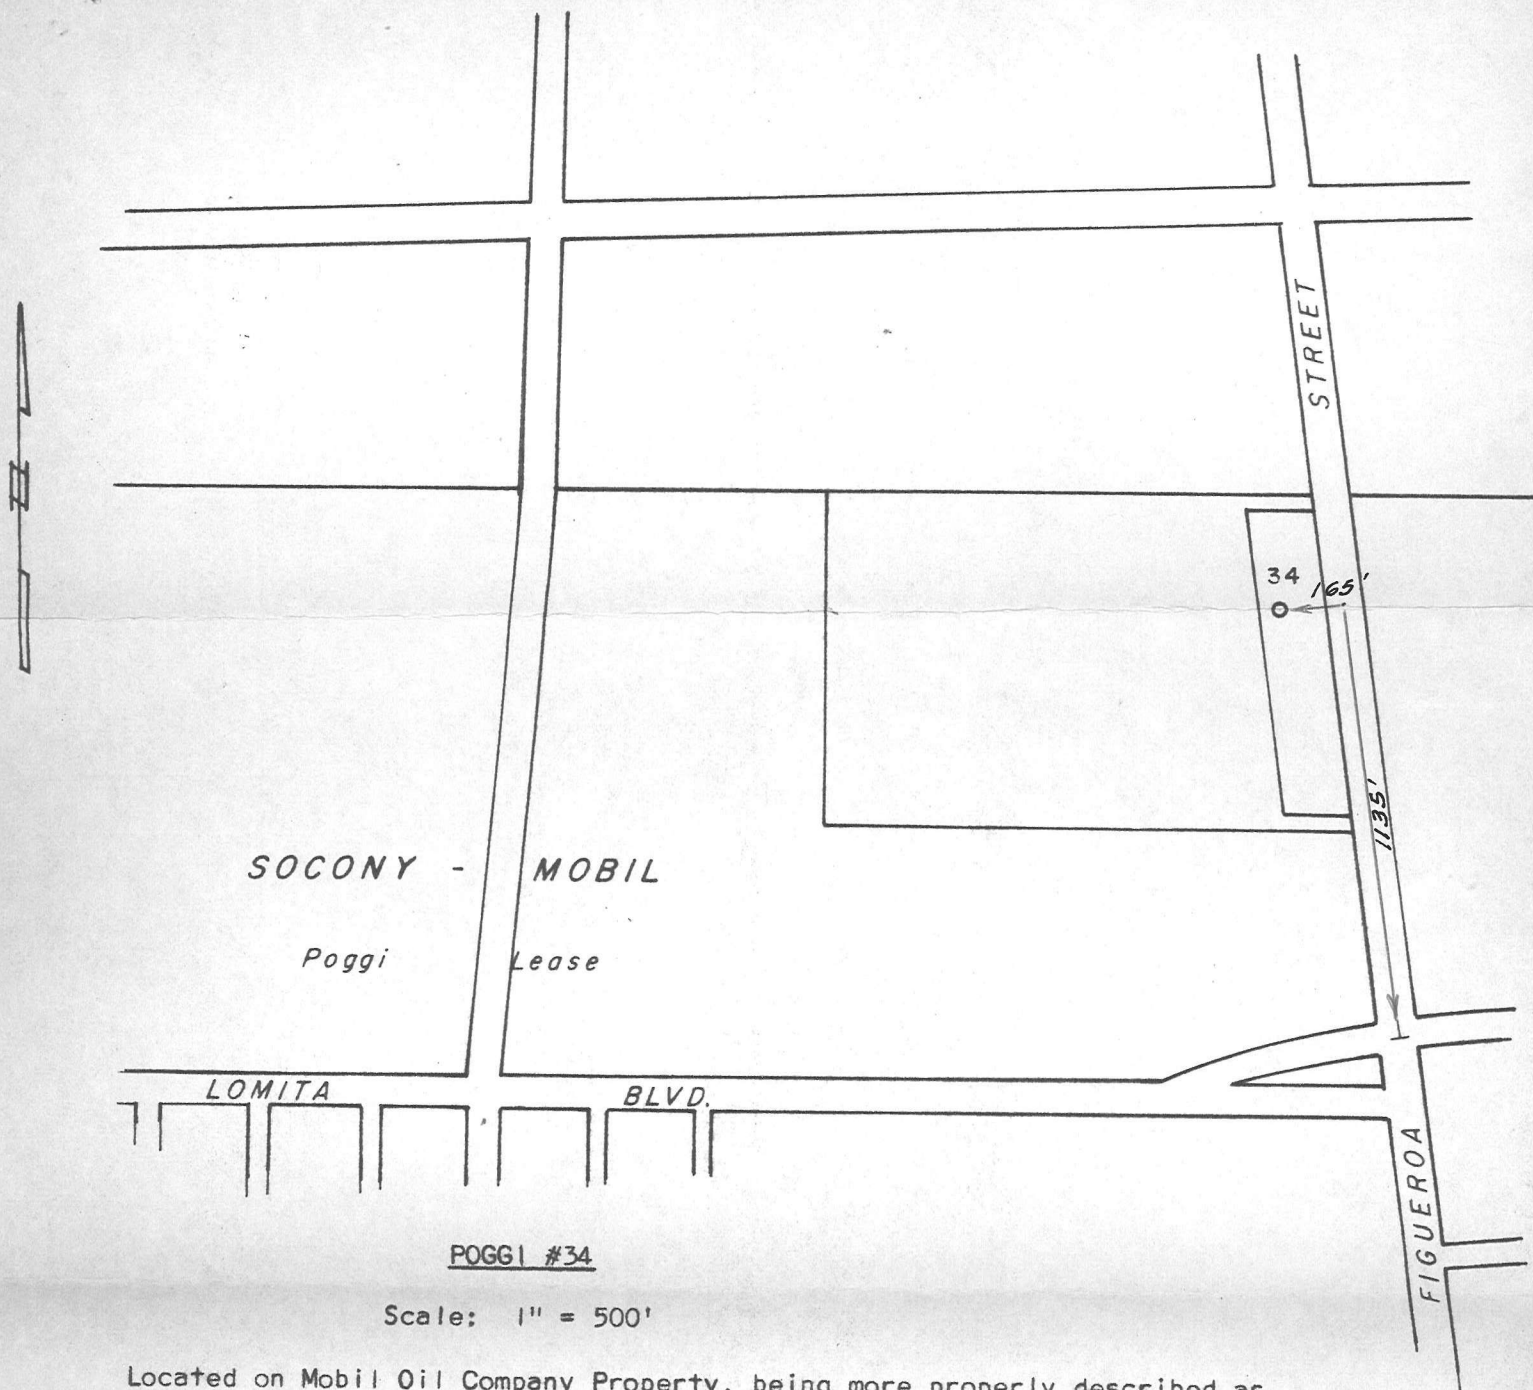 STREET
34
165'
1135'
SOCONY - MOBIL
Poggi Lease
LOMITA BLVD.
FIGUEROA
POGGI #34
Scale: 1" = 500'
Located on Mobil Oil Company Property, being more properly described as